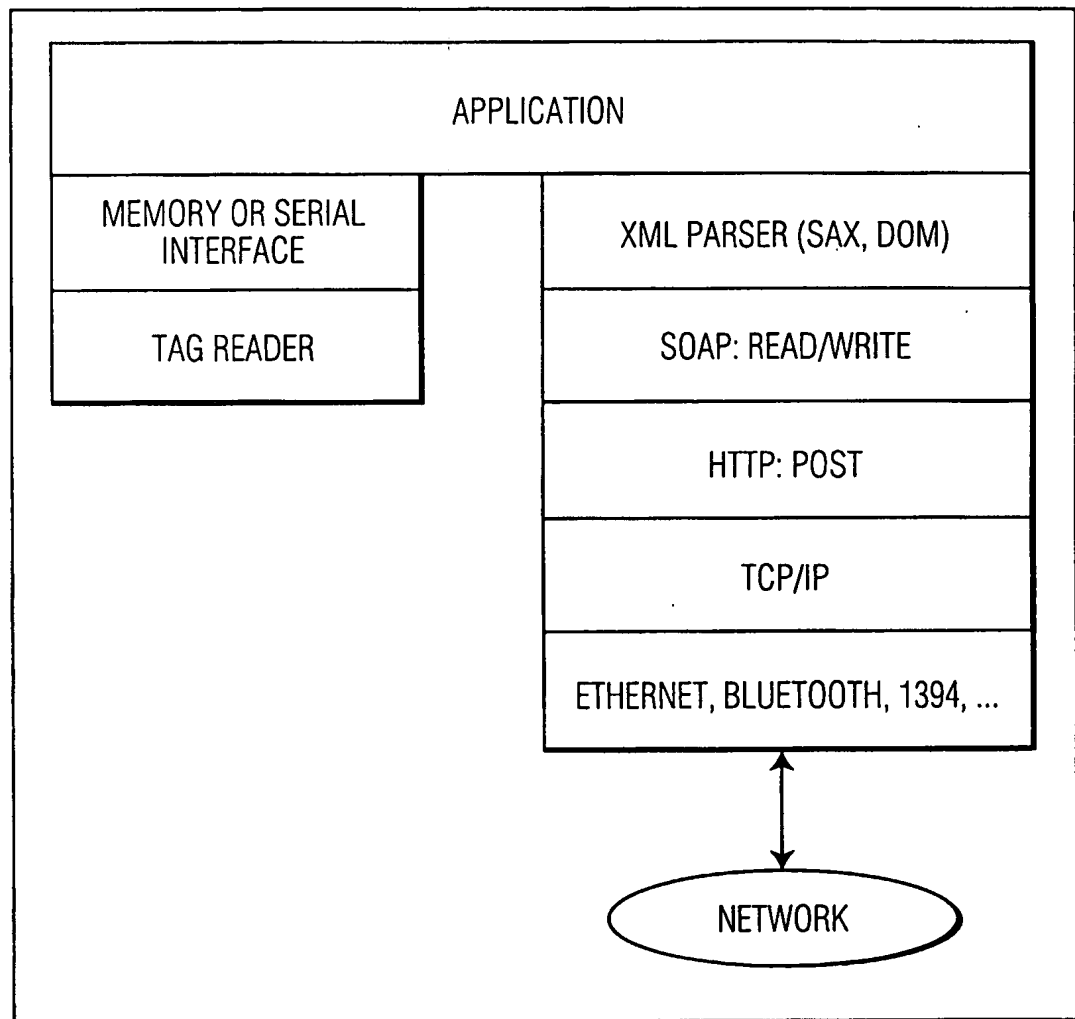 APPLICATION
MEMORY OR SERIAL
INTERFACE
TAG READER
XML PARSER (SAX, DOM)
SOAP: READ/WRITE
HTTP: POST
TCP/IP
ETHERNET, BLUETOOTH, 1394, ...
NETWORK